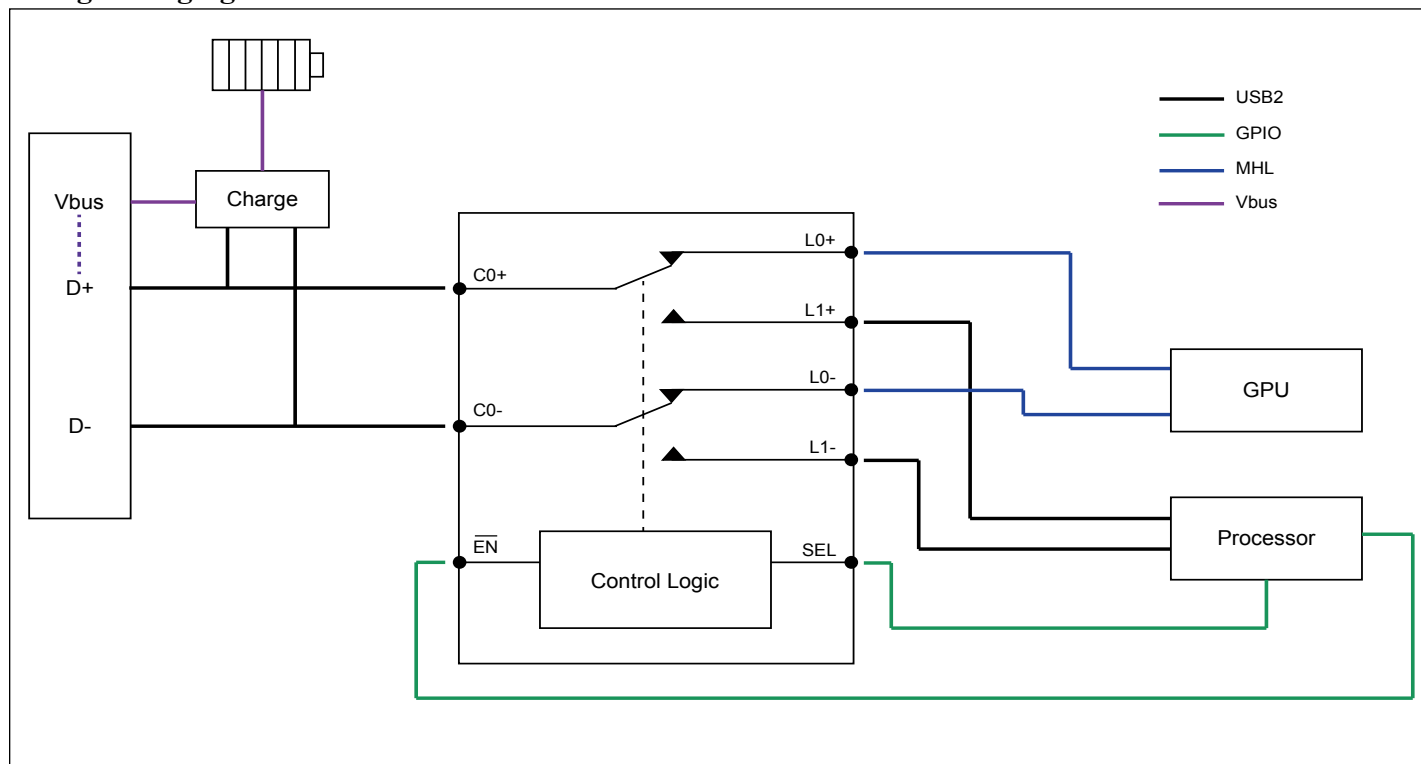 USB2
GPIO
MHL
Vbus
Vbus
Charge
D+
D-
C0+
C0-
L0+
L1+
L0-
L1-
EN
SEL
Control Logic
GPU
Processor